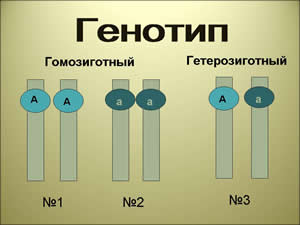 Генотип
Гомозиготный Гетерозиготный
А А а а А а
№1 №2 №3